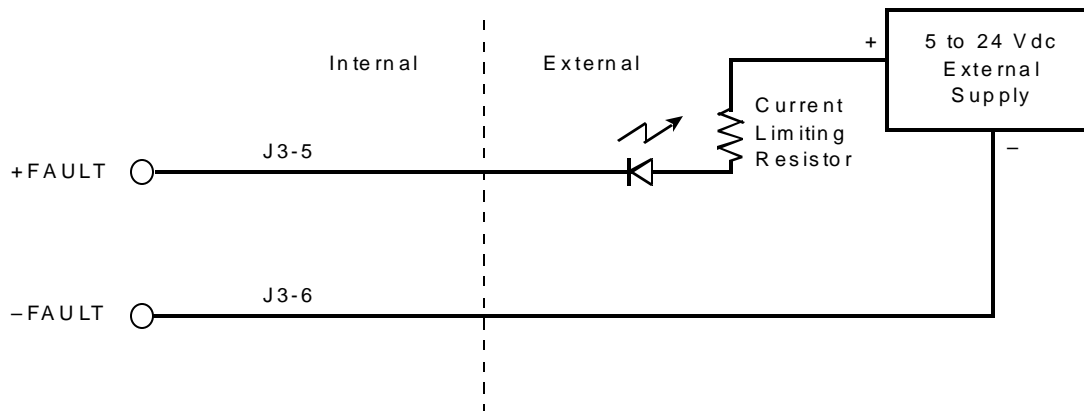 Internal
External
+
5 to 24 Vdc
External
Supply
–
Current
Limiting
Resistor
+FAULT
J3-5
–FAULT
J3-6